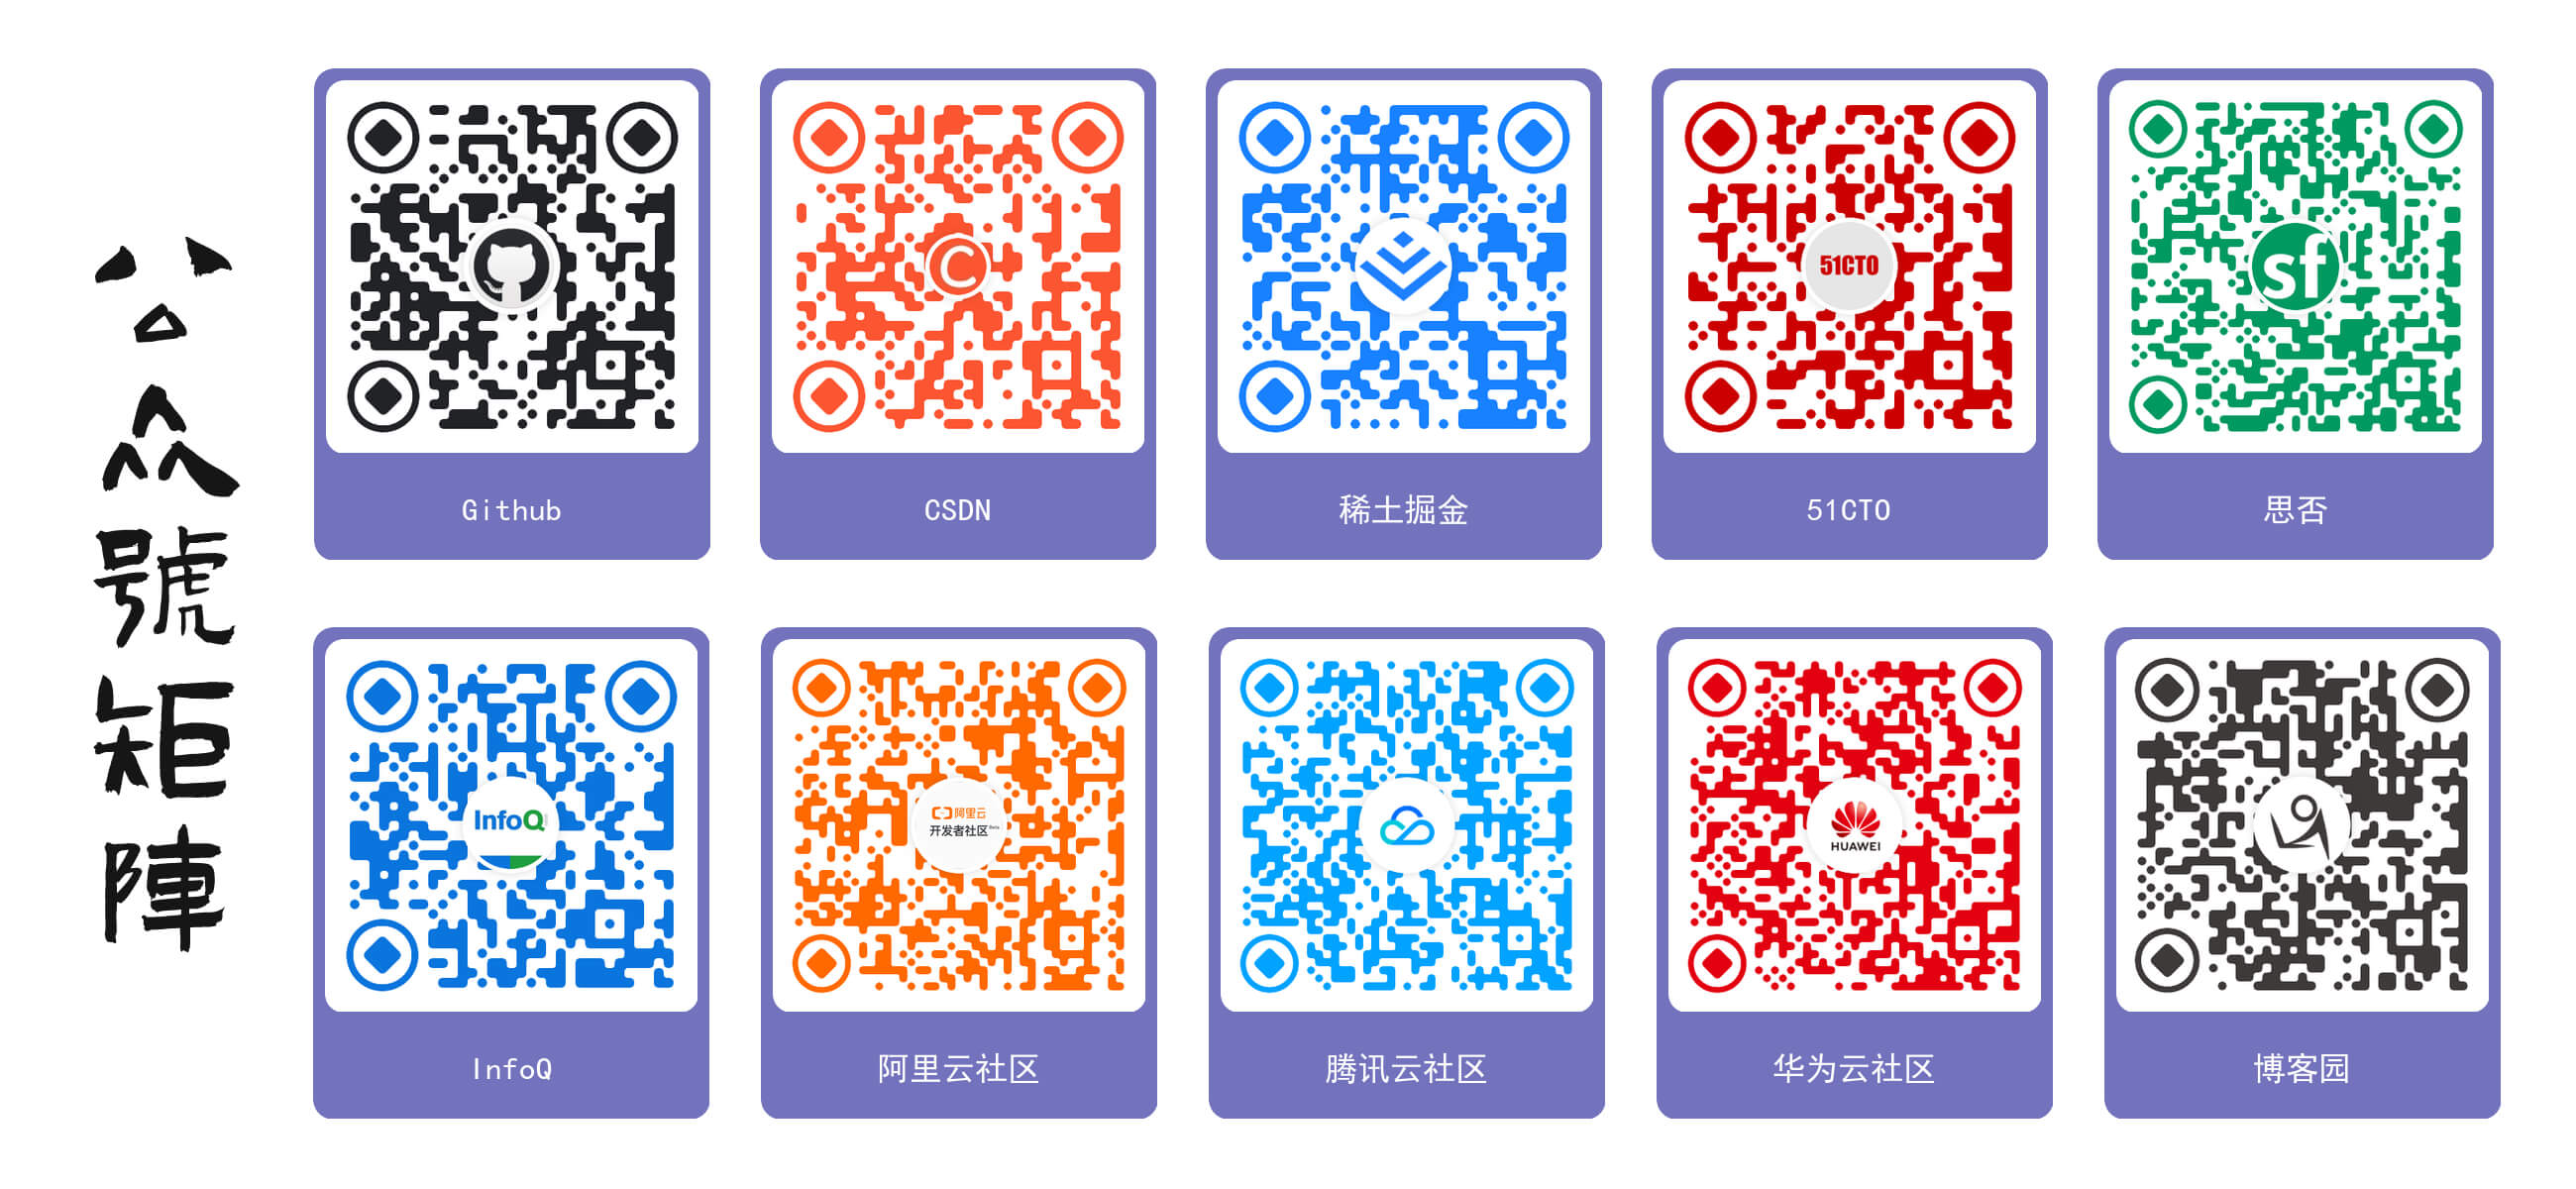 公众號矩陣
51CTO
sf
Github
CSDN
稀土掘金
51CTO
思否
InfoQ
阿里云
开发者社区 Beta
HUAWEI
InfoQ
阿里云社区
腾讯云社区
华为云社区
博客园